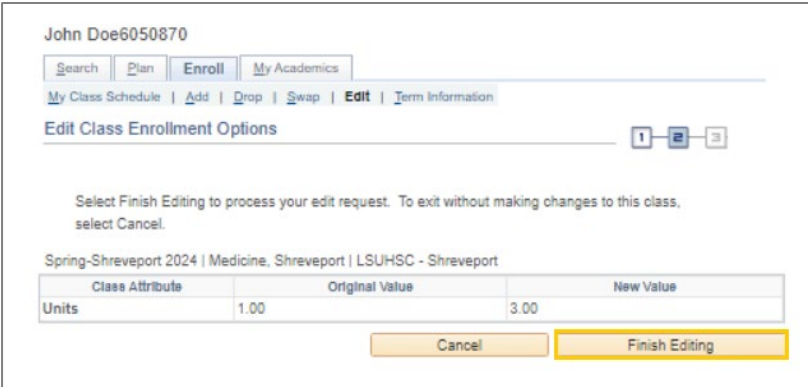 John Doe6050870
Search Plan Enroll My Academics
My Class Schedule | Add | Drop | Swap | Edit | Term Information
Edit Class Enrollment Options
1 2 3
Select Finish Editing to process your edit request. To exit without making changes to this class,
select Cancel.
Spring-Shreveport 2024 | Medicine, Shreveport | LSUHSC - Shreveport
Class Attribute Original Value New Value
Units 1.00 3.00
Cancel Finish Editing